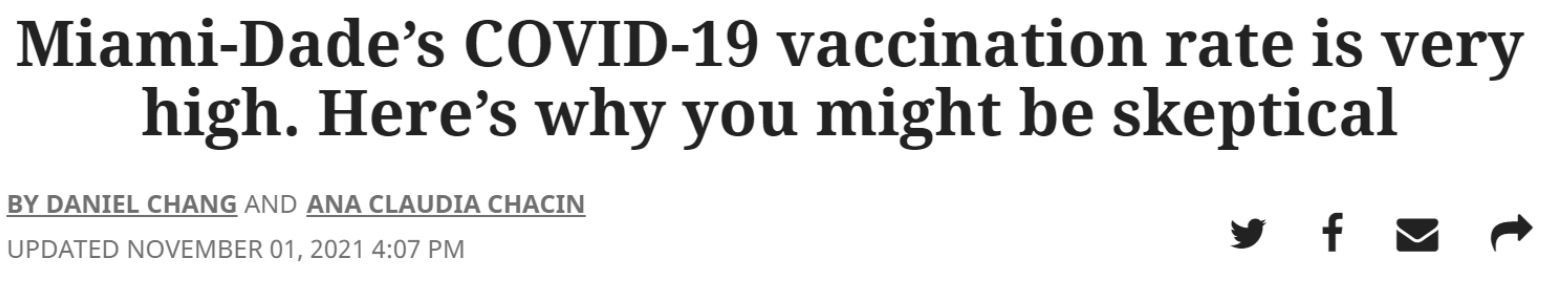 Miami-Dade’s COVID-19 vaccination rate is very
high. Here’s why you might be skeptical
BY DANIEL CHANG AND ANA CLAUDIA CHACIN
UPDATED NOVEMBER 01, 2021 4:07 PM